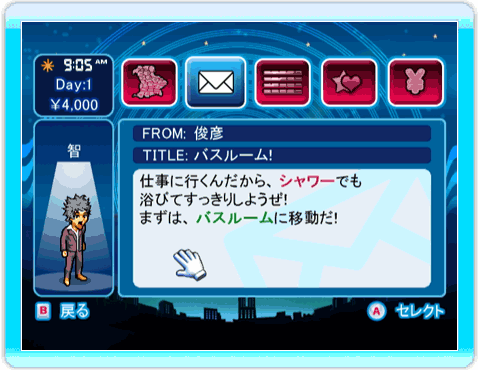 9:05 AM
Day:1
¥4,000
智
FROM: 俊彦
TITLE: バスルーム!
仕事に行くんだから、シャワーでも
浴びてすっきりしようぜ!
まずは、バスルームに移動だ!
B 戻る
A セレクト